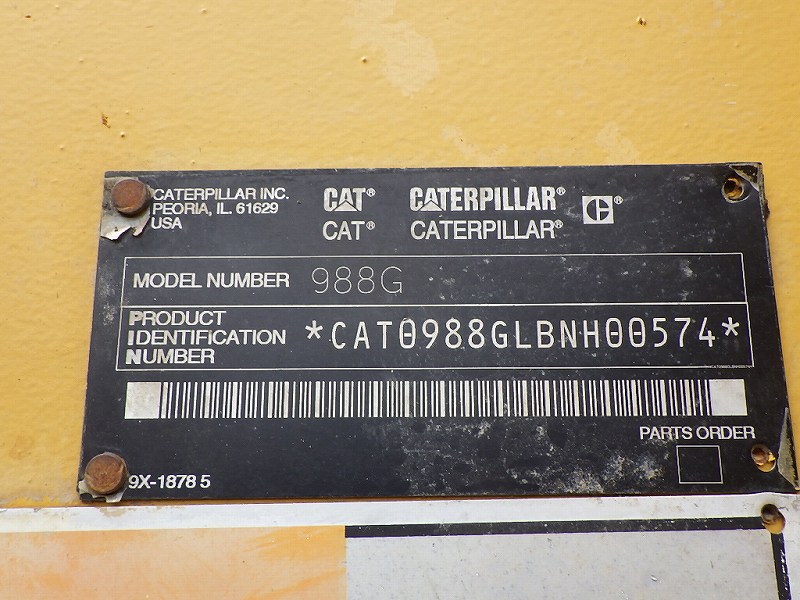 CATERPILLAR INC.
PEORIA, IL. 61629
USA
CAT® CATERPILLAR® C®
CAT® CATERPILLAR®
MODEL NUMBER 988G
PRODUCT
IDENTIFICATION
NUMBER
*CAT0988GLBNH00574*
CAT0988GLBNH00574
PARTS ORDER
9X-1878 5